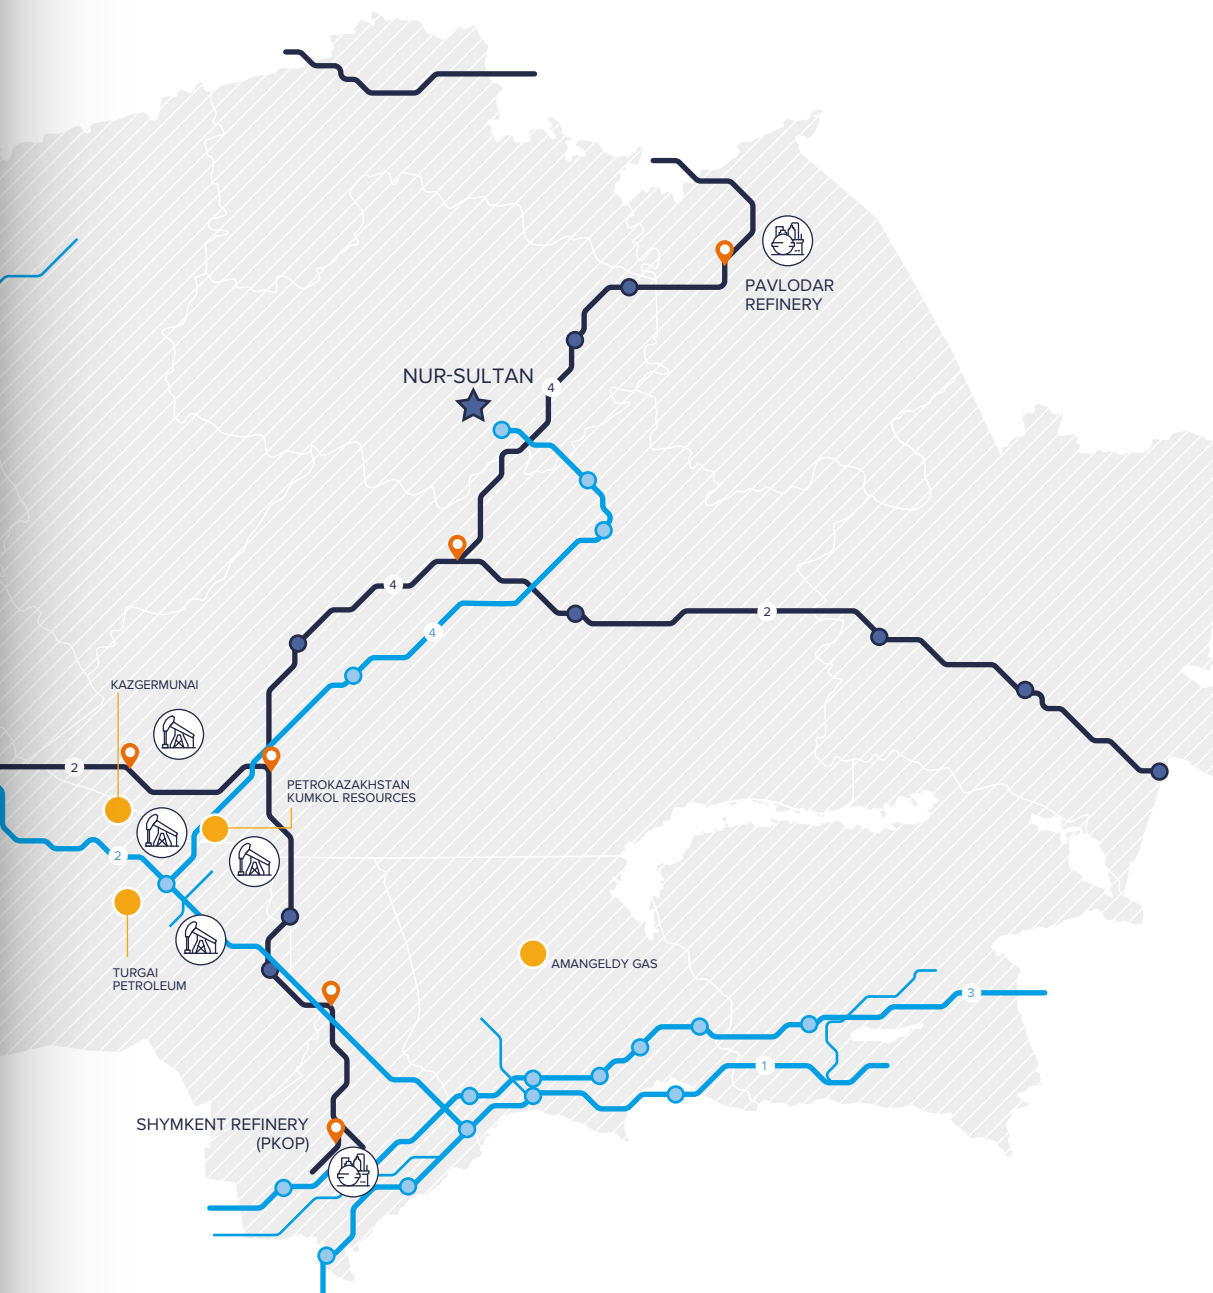 PAVLODAR
REFINERY
NUR-SULTAN
4
4
2
4
KAZGERMUNAI
2
PETROKAZAKHSTAN
KUMKOL RESOURCES
2
AMANGELDY GAS
TURGAI
PETROLEUM
3
1
SHYMKENT REFINERY
(PKOP)